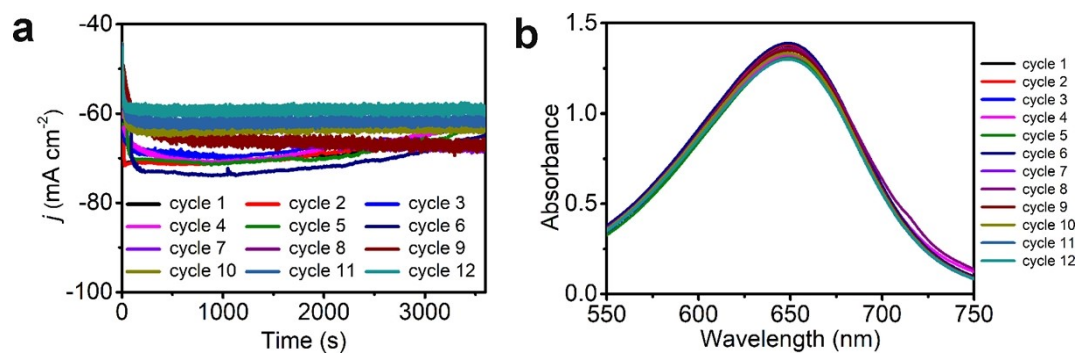 a
-40
-60
-80
-100
j (mA cm-2)
cycle 1 cycle 2 cycle 3
cycle 4 cycle 5 cycle 6
cycle 7 cycle 8 cycle 9
cycle 10 cycle 11 cycle 12
0 1000 2000 3000
Time (s)
b
1.5
1.0
0.5
0.0
Absorbance
550 600 650 700 750
Wavelength (nm)
cycle 1
cycle 2
cycle 3
cycle 4
cycle 5
cycle 6
cycle 7
cycle 8
cycle 9
cycle 10
cycle 11
cycle 12